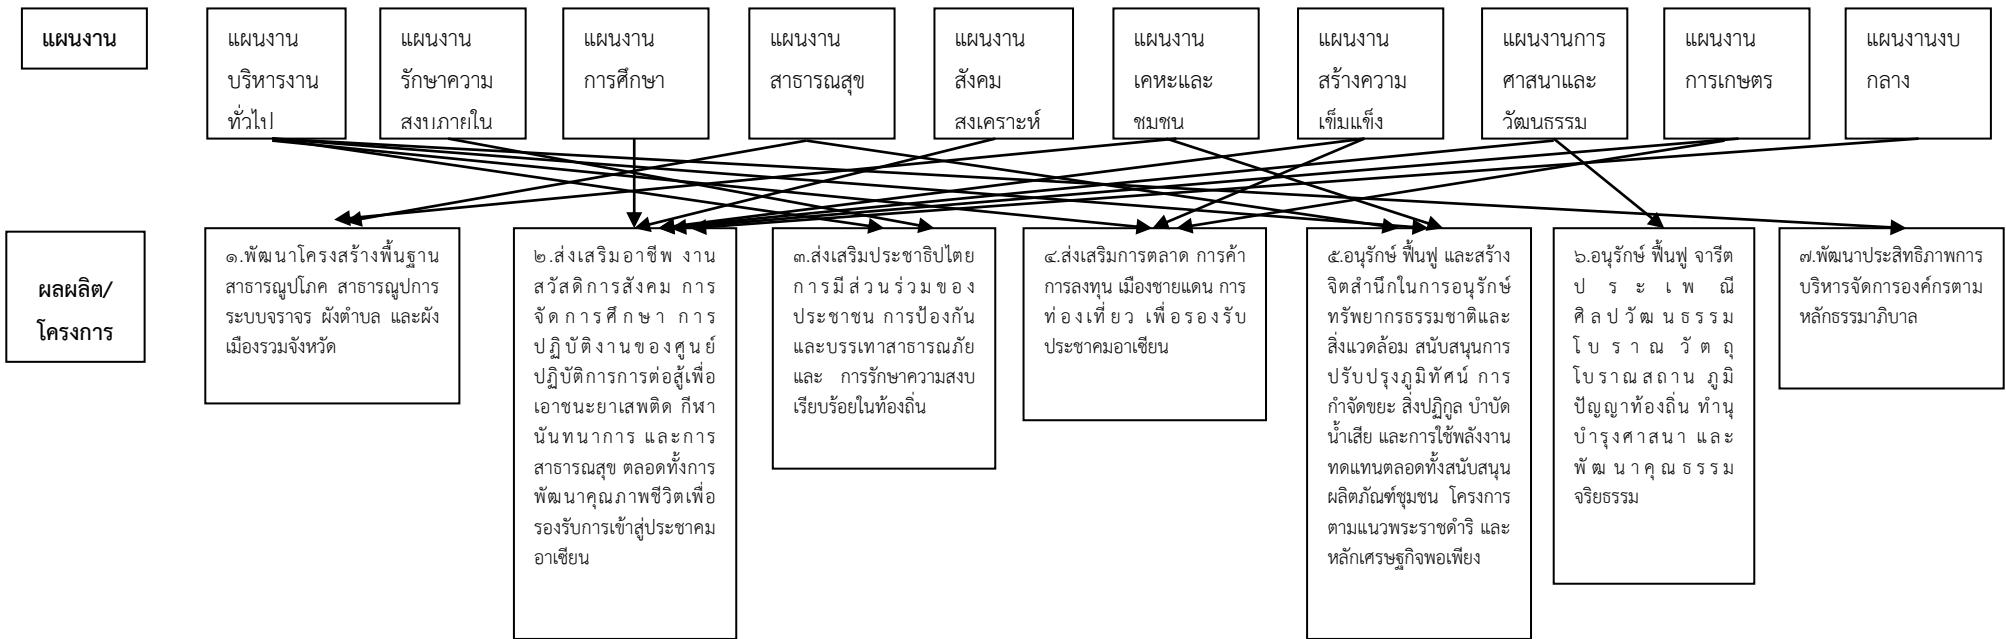 แผนงาน
แผนงาน
บริหารงาน
ทั่วไป
แผนงาน
รักษาความ
สงบภายใน
แผนงาน
การศึกษา
แผนงาน
สาธารณสุข
แผนงาน
สังคม
สงเคราะห์
แผนงาน
เคหะและ
ชุมชน
แผนงาน
สร้างความ
เข้มแข็ง
แผนงานการ
ศาสนาและ
วัฒนธรรม
แผนงาน
การเกษตร
แผนงานงบ
กลาง
ผลผลิต/
โครงการ
๑.พัฒนาโครงสร้างพื้นฐาน
สาธารณูปโภค สาธารณูปการ
ระบบจราจร ผังตำบล และผัง
เมืองรวมจังหวัด
๒.ส่งเสริมอาชีพ งาน
สวัสดิการสังคม การ
จัดการศึกษา การ
ปฏิบัติงานของศูนย์
ปฏิบัติการการต่อสู้เพื่อ
เอาชนะยาเสพติด กีฬา
นันทนาการ และการ
สาธารณสุข ตลอดทั้งการ
พัฒนาคุณภาพชีวิตเพื่อ
รองรับการเข้าสู่ประชาคม
อาเซียน
๓.ส่งเสริมประชาธิปไตย
การมีส่วนร่วมของ
ประชาชน การป้องกัน
และบรรเทาสาธารณภัย
และ การรักษาความสงบ
เรียบร้อยในท้องถิ่น
๔.ส่งเสริมการตลาด การค้า
การลงทุน เมืองชายแดน การ
ท่องเที่ยว เพื่อรองรับ
ประชาคมอาเซียน
๕.อนุรักษ์ ฟื้นฟู และสร้าง
จิตสำนึกในการอนุรักษ์
ทรัพยากรธรรมชาติและ
สิ่งแวดล้อม สนับสนุนการ
ปรับปรุงภูมิทัศน์ การ
กำจัดขยะ สิ่งปฏิกูล บำบัด
น้ำเสีย และการใช้พลังงาน
ทดแทนตลอดทั้งสนับสนุน
ผลิตภัณฑ์ชุมชน โครงการ
ตามแนวพระราชดำริ และ
หลักเศรษฐกิจพอเพียง
๖.อนุรักษ์ ฟื้นฟู จารีต
ประเพณี
ศิลปวัฒนธรรม
โบราณวัตถุ
โบราณสถาน ภูมิ
ปัญญาท้องถิ่น ทำนุ
บำรุงศาสนา และ
พัฒนาคุณธรรม
จริยธรรม
๗.พัฒนาประสิทธิภาพการ
บริหารจัดการองค์กรตาม
หลักธรรมาภิบาล